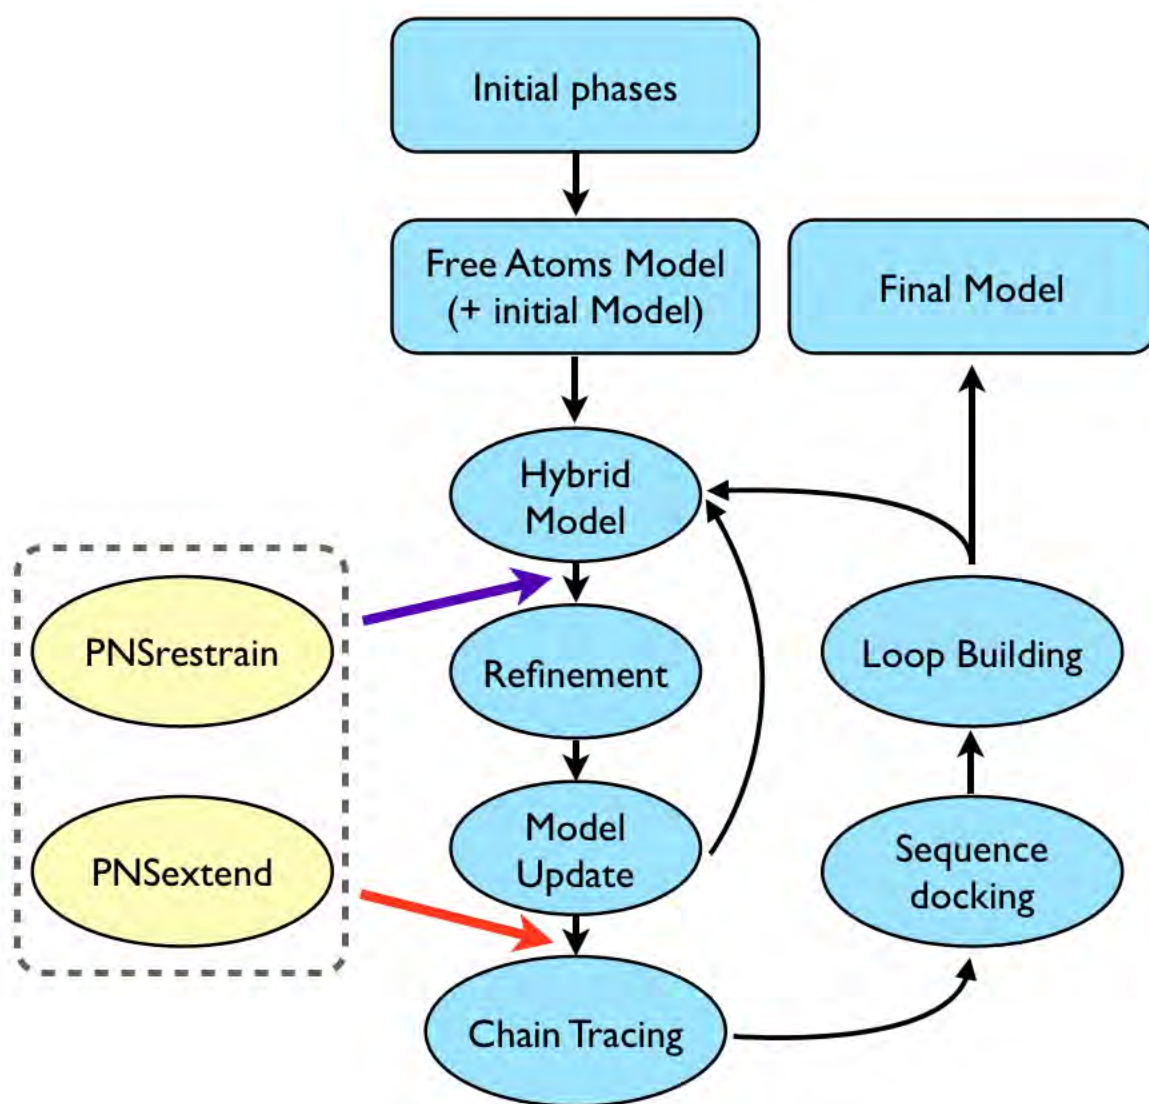 Initial phases
Free Atoms Model
(+ initial Model)
Final Model
Hybrid
Model
PNSrestrain
Refinement
Loop Building
PNSextend
Model
Update
Sequence
docking
Chain Tracing